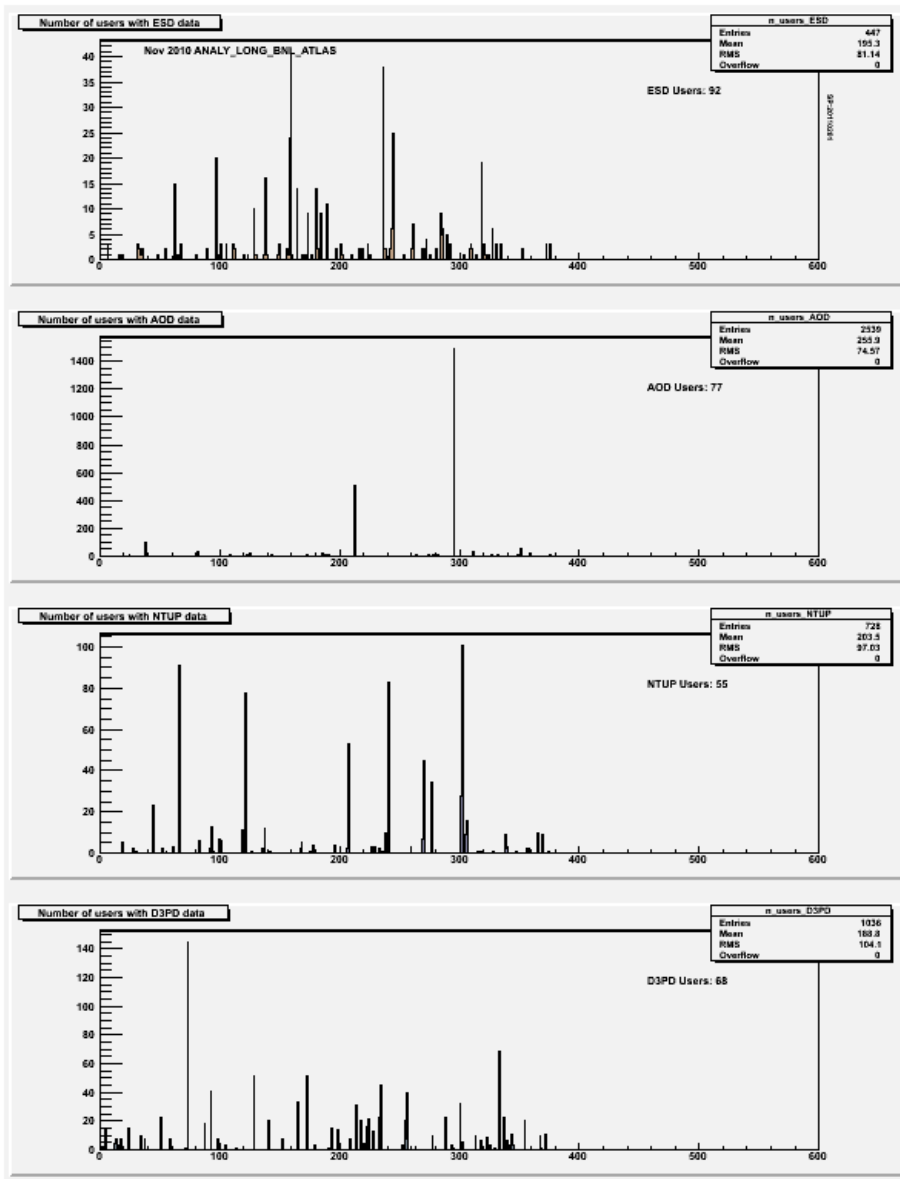 Number of users with ESD data
n_users_ESD
Entries 447
Mean 195.3
RMS 81.14
Overflow 0
Nov 2010 ANALY_LONG_BNL_ATLAS
ESD Users: 92
40
35
30
25
20
15
10
5
0
0 100 200 300 400 500 600
Number of users with AOD data
n_users_AOD
Entries 2539
Mean 255.9
RMS 74.57
Overflow 0
AOD Users: 77
1400
1200
1000
800
600
400
200
0
0 100 200 300 400 500 600
Number of users with NTUP data
n_users_NTUP
Entries 728
Mean 203.5
RMS 97.03
Overflow 0
NTUP Users: 55
100
80
60
40
20
0
0 100 200 300 400 500 600
Number of users with D3PD data
n_users_D3PD
Entries 1036
Mean 188.8
RMS 104.1
Overflow 0
D3PD Users: 68
140
120
100
80
60
40
20
0
0 100 200 300 400 500 600